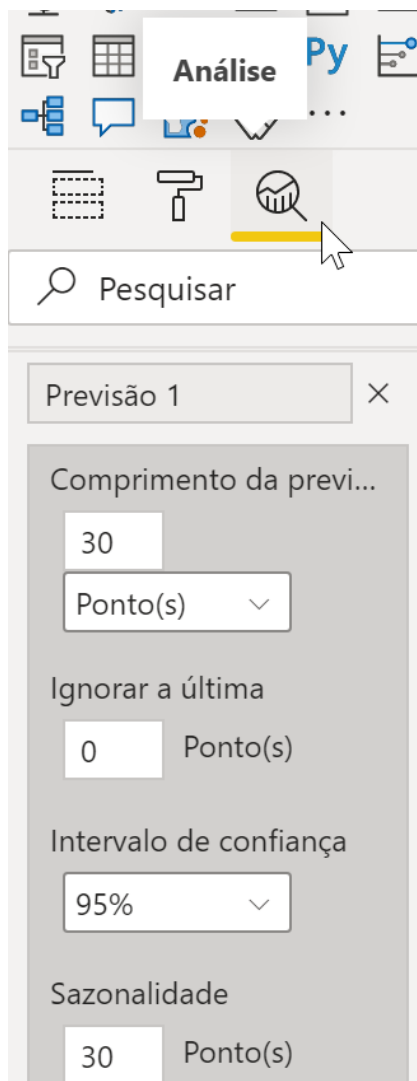 Py
Análise
...
Pesquisar
Previsão 1
Comprimento da previ...
30
Ponto(s)
Ignorar a última
0 Ponto(s)
Intervalo de confiança
95%
Sazonalidade
30 Ponto(s)